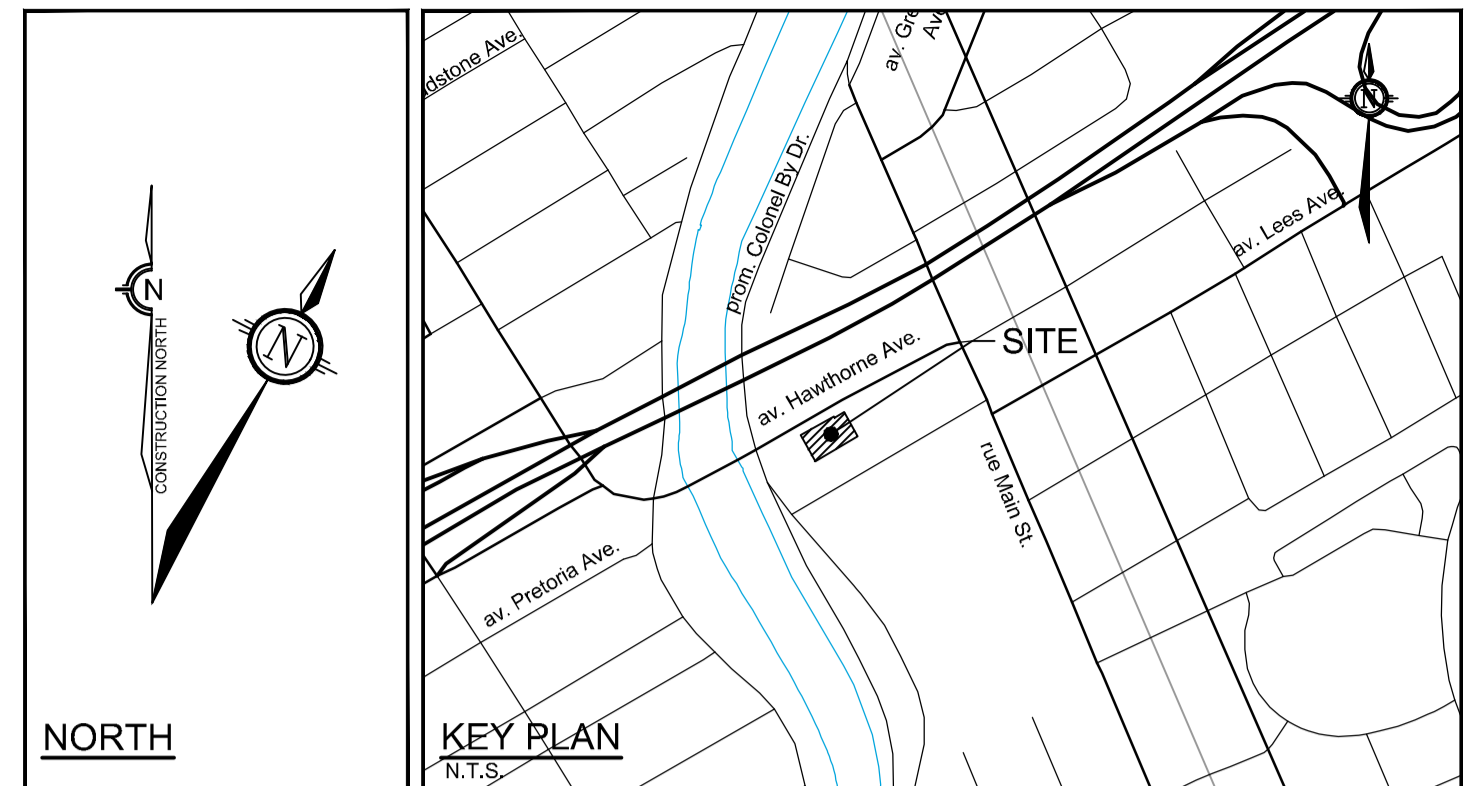 N
CONSTRUCTION NORTH
N
NORTH
dstone Ave.
av. Gre
Ave
N
prom. Colonel By Dr.
av. Lees Ave.
av. Hawthorne Ave.
SITE
rue Main St.
av. Pretoria Ave.
KEY PLAN
N.T.S.